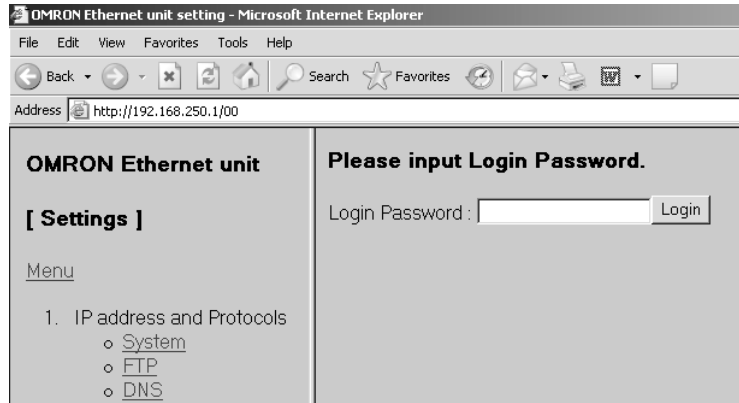 OMRON Ethernet unit setting - Microsoft Internet Explorer
File Edit View Favorites Tools Help
Back Search Favorites
Address http://192.168.250.1/00
OMRON Ethernet unit
[ Settings ]
Menu
1. IP address and Protocols
o System
o FTP
o DNS
Please input Login Password.
Login Password : Login